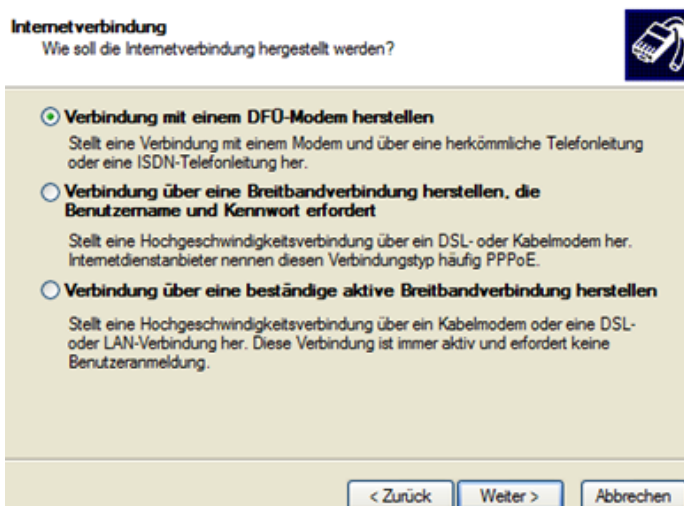 Internetverbindung
Wie soll die Internetverbindung hergestellt werden?
Verbindung mit einem DFÜ-Modem herstellen
Stellt eine Verbindung mit einem Modem und über eine herkömmliche Telefonleitung
oder eine ISDN-Telefonleitung her.
Verbindung über eine Breitbandverbindung herstellen, die
Benutzername und Kennwort erfordert
Stellt eine Hochgeschwindigkeitsverbindung über ein DSL- oder Kabelmodem her.
Internetdienstanbieter nennen diesen Verbindungstyp häufig PPPoE.
Verbindung über eine beständige aktive Breitbandverbindung herstellen
Stellt eine Hochgeschwindigkeitsverbindung über ein Kabelmodem oder eine DSL-
oder LAN-Verbindung her. Diese Verbindung ist immer aktiv und erfordert keine
Benutzeranmeldung.
< Zurück Weiter > Abbrechen